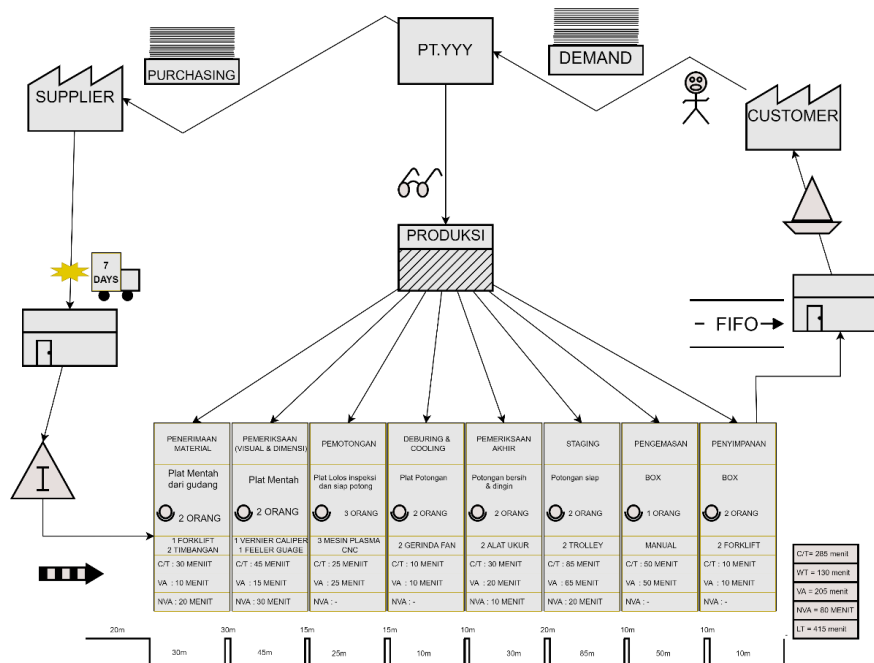 PURCHASING
PT.YYY
DEMAND
SUPPLIER
CUSTOMER
PRODUKSI
7
DAYS
- FIFO
I
PENERIMAAN
MATERIAL
Plat Mentah
dari gudang
2 ORANG
1 FORKLIFT
2 TIMBANGAN
C/T: 30 MENIIT
VA : 10 MENIT
NVA: 20 MENIT
PEMERIKSAAN
(VISUAL & DIMENSI)
Plat Mentah
2 ORANG
1 VERNIER CALIPER
1 FEELER GUAGE
C/T : 45 MENIIT
VA : 15 MENIT
NVA : 30 MENIT
PEMOTONGAN
Plat Lolos inspeksi
dan siap potong
3 ORANG
3 MESIN PLASMA
CNC
C/T : 25 MENIIT
VA : 25 MENIT
NVA : -
DEBURING &
COOLING
Plat Potongan
2 ORANG
2 GERINDA FAN
C/T: 10 MENIT
VA : 10 MENIT
NVA : -
PEMERIKSAAN
AKHIR
Potongan bersih
& dingin
2 ORANG
2 ALAT UKUR
C/T : 30 MENIT
VA : 20 MENIT
NVA : 10 MENIT
STAGING
Potongan siap
2 ORANG
2 TROLLEY
C/T : 85 MENIT
VA : 65 MENIT
NVA : 20 MENIT
PENGEMASAN
BOX
1 ORANG
MANUAL
C/T : 50 MENIT
VA : 50 MENIT
NVA : -
PENYIMPANAN
BOX
2 ORANG
2 FORKLIFT
C/T : 10 MENIT
VA : 10 MENIT
NVA : -
C/T= 285 menit
WT = 130 menit
VA = 205 menit
NVA = 80 MENIT
LT = 415 menit
20m 30m 15m 15m 10m 20m 10m 10m
30m 45m 25m 10m 30m 85m 50m 10m